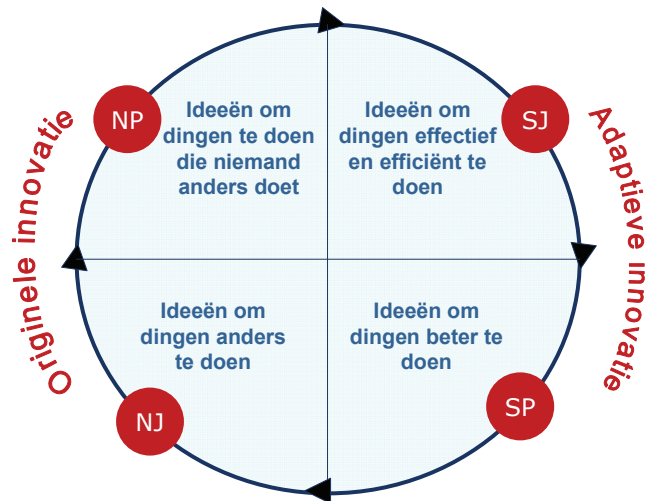 NP
Ideeën om
dingen te doen
die niemand
anders doet
Ideeën om
dingen effectief
en efficiënt te
doen
SJ
Originele innovatie
Adaptieve innovatie
Ideeën om
dingen anders
te doen
NJ
Ideeën om
dingen beter te
doen
SP